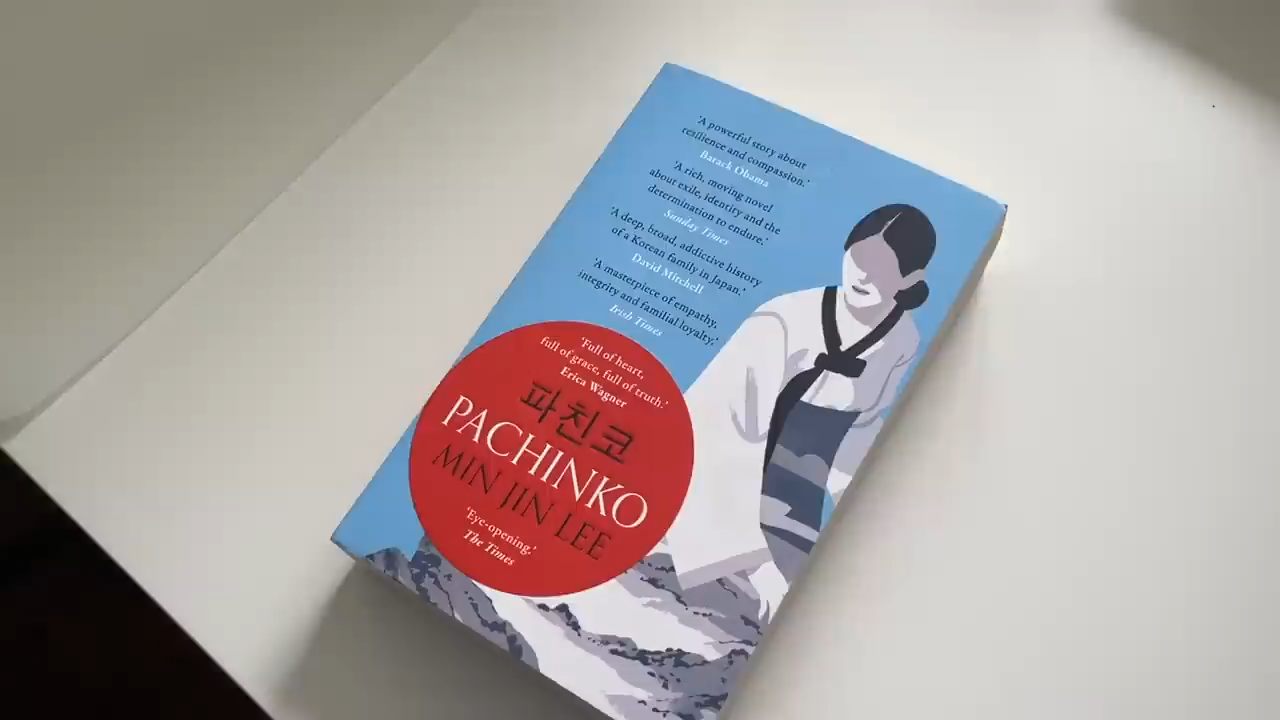 'A powerful story about
resilience and compassion.'
Barack Obama
'A rich, moving novel
about exile, identity and the
determination to endure.'
Sunday Times
'A deep, broad, addictive history
of a Korean family in Japan.'
David Mitchell
'A masterpiece of empathy,
integrity and familial loyalty.'
Irish Times
'Full of heart,
full of grace, full of truth.'
Erica Wagner
파친코
PACHINKO
MIN JIN LEE
'Eye-opening.'
The Times